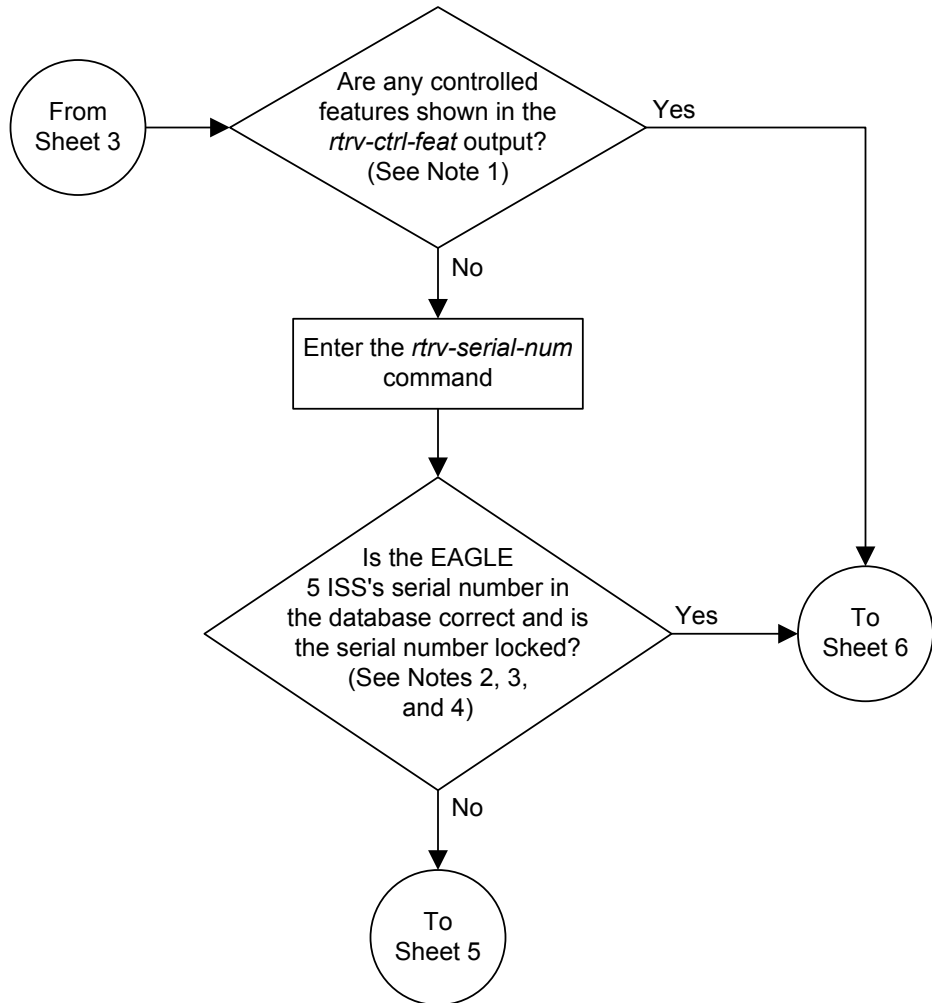 From
Sheet 3
Are any controlled
features shown in the
rtrv-ctrl-feat output?
(See Note 1)
Yes
No
Enter the rtrv-serial-num
command
Is the EAGLE
5 ISS's serial number in
the database correct and is
the serial number locked?
(See Notes 2, 3,
and 4)
Yes
To
Sheet 6
No
To
Sheet 5